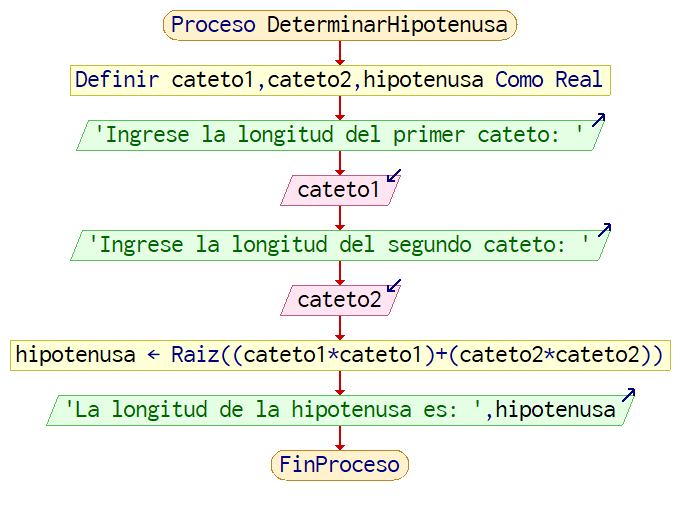 Proceso DeterminarHipotenusa
Definir cateto1,cateto2,hipotenusa Como Real
'Ingrese la longitud del primer cateto: '
cateto1
'Ingrese la longitud del segundo cateto: '
cateto2
hipotenusa ← Raiz((cateto1*cateto1)+(cateto2*cateto2))
'La longitud de la hipotenusa es: ',hipotenusa
FinProceso